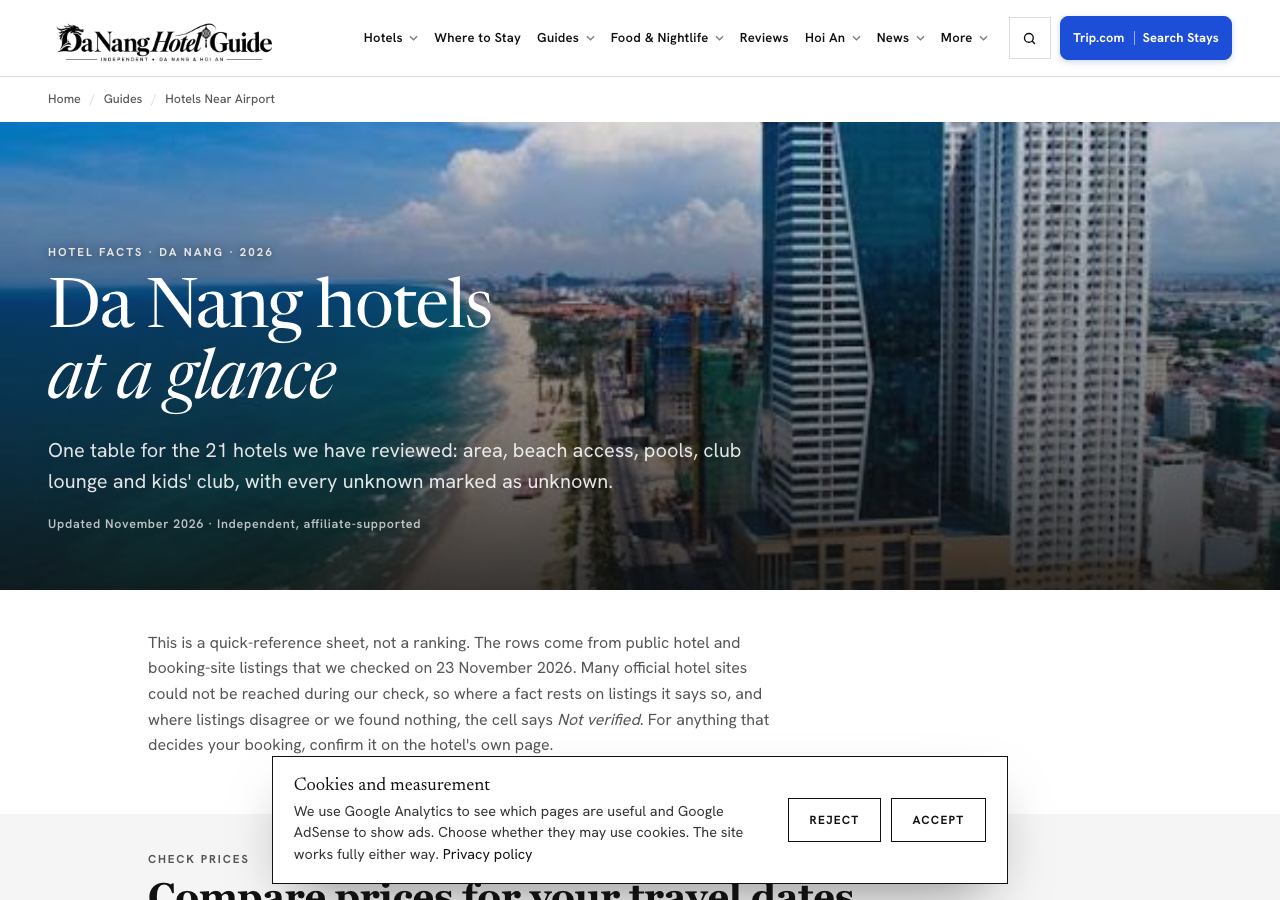 Da Nang Hotel Guide
INDEPENDENT • DA NANG & HOI AN
Hotels
Where to Stay
Guides
Food & Nightlife
Reviews
Hoi An
News
More
Trip.com | Search Stays
Home / Guides / Hotels Near Airport
HOTEL FACTS · DA NANG · 2026
Da Nang hotels
at a glance
One table for the 21 hotels we have reviewed: area, beach access, pools, club
lounge and kids' club, with every unknown marked as unknown.
Updated November 2026 · Independent, affiliate-supported
This is a quick-reference sheet, not a ranking. The rows come from public hotel and
booking-site listings that we checked on 23 November 2026. Many official hotel sites
could not be reached during our check, so where a fact rests on listings it says so, and
where listings disagree or we found nothing, the cell says Not verified. For anything that
decides your booking, confirm it on the hotel's own page.
CHECK PRICES
Compare prices for your travel dates
Cookies and measurement
We use Google Analytics to see which pages are useful and Google
AdSense to show ads. Choose whether they may use cookies. The site
works fully either way. Privacy policy
REJECT
ACCEPT